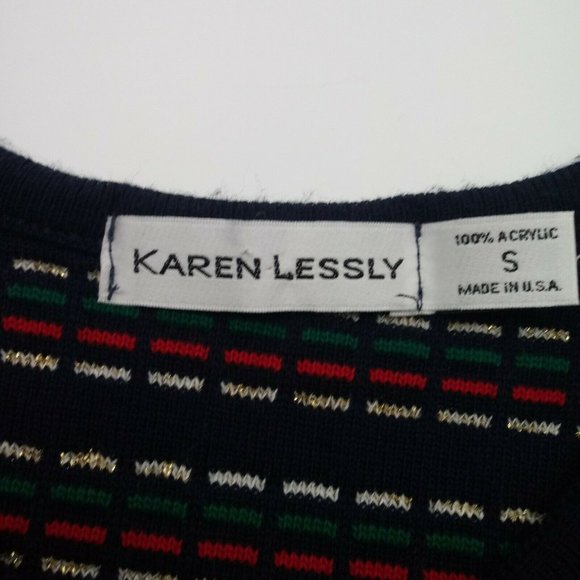 KAREN LESSLY
100% ACRYLIC
S
MADE IN U.S.A.